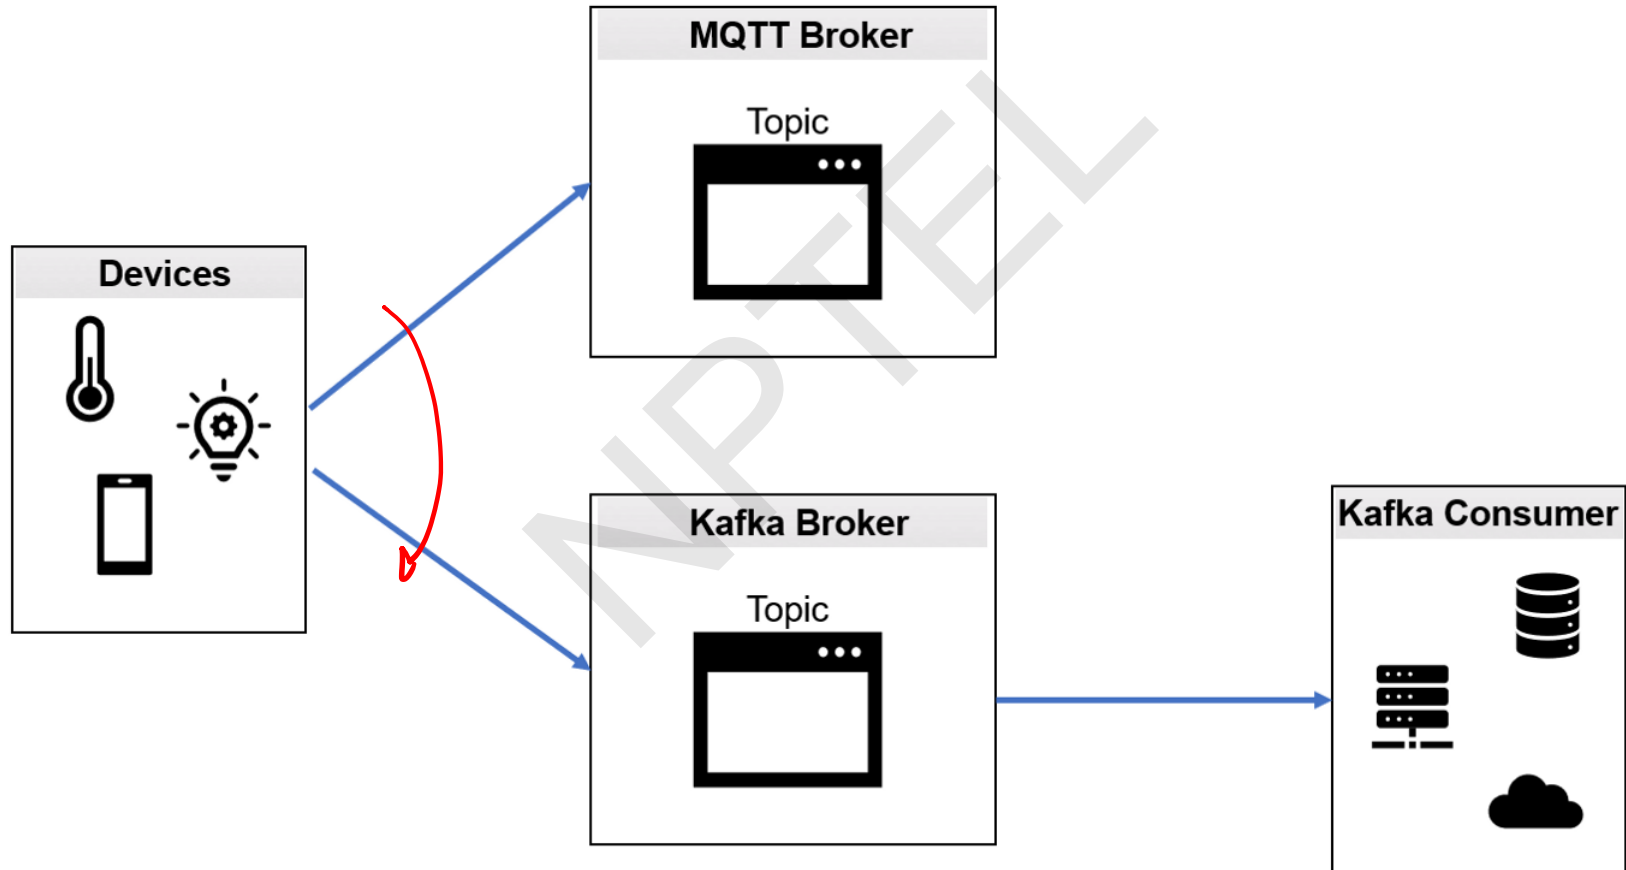 MQTT Broker
Topic
Devices
Kafka Broker
Topic
Kafka Consumer
NPTEL